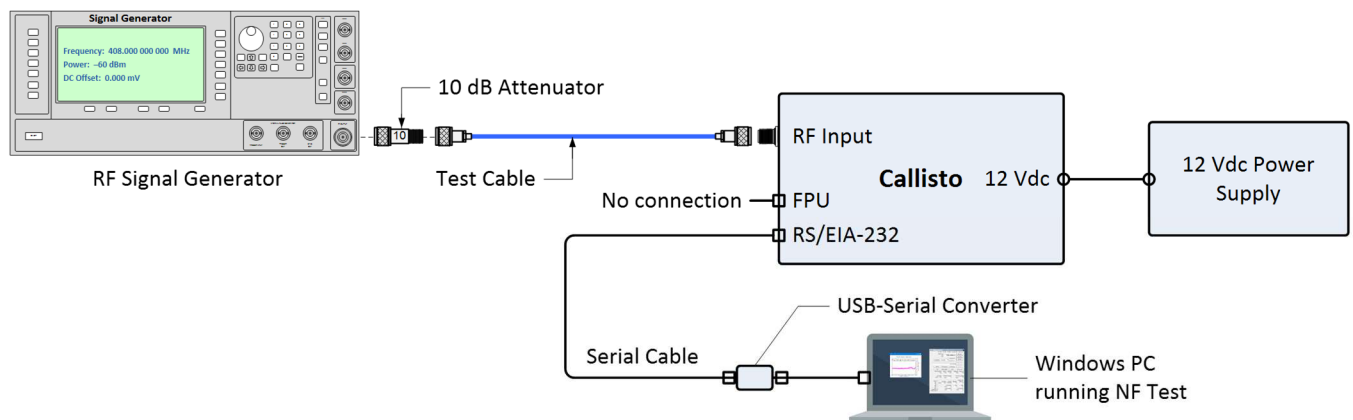 Signal Generator
Frequency: 408.000 000 000 MHz
Power: –60 dBm
DC Offset: 0.000 mV
RF Signal Generator
10 dB Attenuator
10
Test Cable
RF Input
Callisto
12 Vdc
12 Vdc Power
Supply
No connection
FPU
RS/EIA-232
USB-Serial Converter
Serial Cable
Windows PC
running NF Test